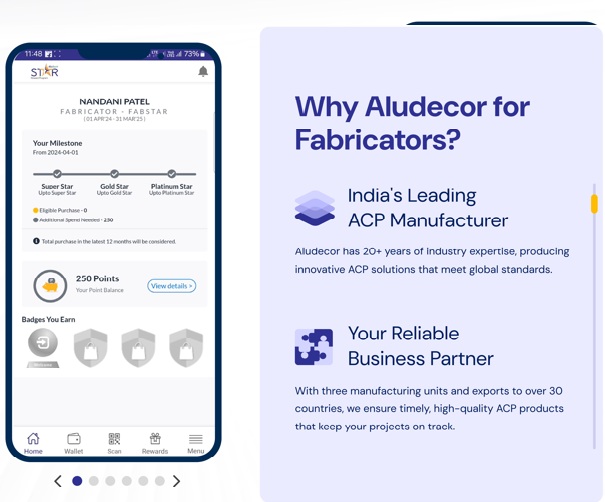 11:48
73%
STAR
NANDANI PATEL
FABRICATOR - FABSTAR
(01 APR'24 - 31 MAR'25)
Your Milestone
From 2024-04-01
Super Star
Gold Star
Platinum Star
Upto Super Star
Upto Gold Star
Upto Platinum Star
Eligible Purchase - 0
Additional Spend Needed - 250
Total purchase in the latest 12 months will be considered.
250 Points
Your Point Balance
View details >
Badges You Earn
Home
Wallet
Scan
Rewards
Menu
Why Aludecor for
Fabricators?
India's Leading
ACP Manufacturer
Aludecor has 20+ years of industry expertise, producing
innovative ACP solutions that meet global standards.
Your Reliable
Business Partner
With three manufacturing units and exports to over 30
countries, we ensure timely, high-quality ACP products
that keep your projects on track.